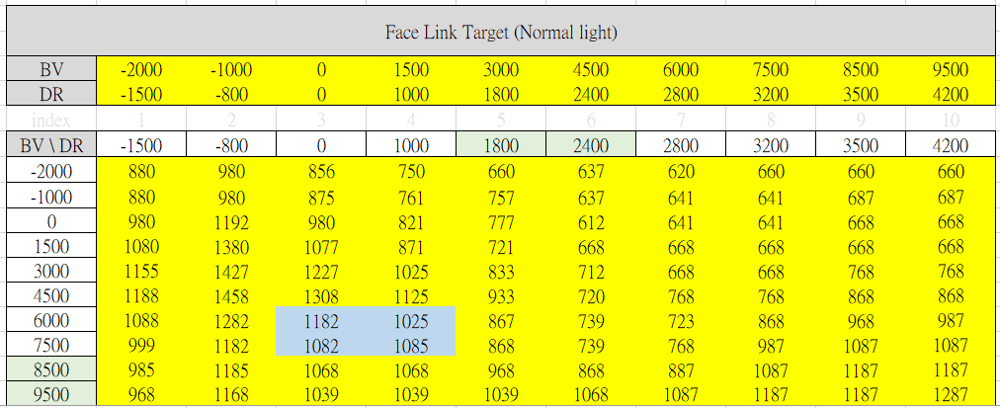 Face Link Target (Normal light)
BV -2000 -1000 0 1500 3000 4500 6000 7500 8500 9500
DR -1500 -800 0 1000 1800 2400 2800 3200 3500 4200
index 1 2 3 4 5 6 7 8 9 10
BV \ DR -1500 -800 0 1000 1800 2400 2800 3200 3500 4200
-2000 880 980 856 750 660 637 620 660 660 660
-1000 880 980 875 761 757 637 641 641 687 687
0 980 1192 980 821 777 612 641 641 668 668
1500 1080 1380 1077 871 721 668 668 668 668 668
3000 1155 1427 1227 1025 833 712 668 668 768 768
4500 1188 1458 1308 1125 933 720 768 768 868 868
6000 1088 1282 1182 1025 867 739 723 868 968 987
7500 999 1182 1082 1085 868 739 768 987 1087 1087
8500 985 1185 1068 1068 968 868 887 1087 1187 1187
9500 968 1168 1039 1039 1039 1068 1087 1187 1187 1287